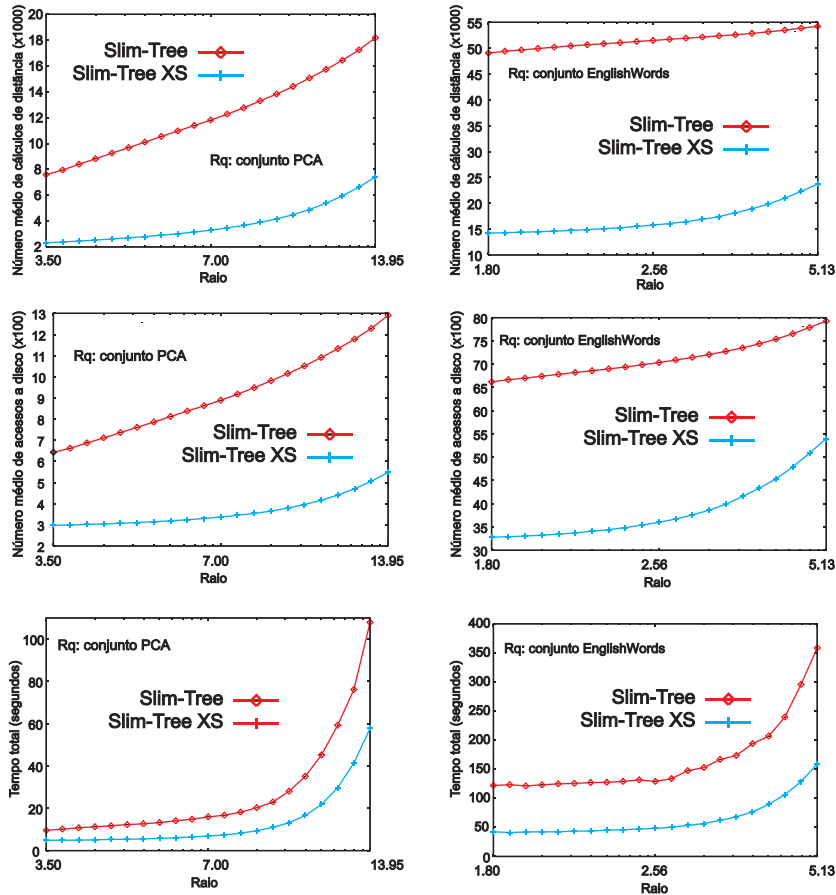 Número médio de cálculos de distância (x1000)
20
18
16
14
12
10
8
6
4
2
Slim-Tree
Slim-Tree XS
Rq: conjunto PCA
3.50
7.00
13.95
Raio
Número médio de cálculos de distância (x1000)
55
50
45
40
35
30
25
20
15
10
Rq: conjunto EnglishWords
Slim-Tree
Slim-Tree XS
1.80
2.56
5.13
Raio
Número médio de acessos a disco (x100)
13
12
11
10
9
8
7
6
5
4
3
2
Rq: conjunto PCA
Slim-Tree
Slim-Tree XS
3.50
7.00
13.95
Raio
Número médio de acessos a disco (x100)
80
75
70
65
60
55
50
45
40
35
30
Rq: conjunto EnglishWords
Slim-Tree
Slim-Tree XS
1.80
2.56
5.13
Raio
Tempo total (segundos)
100
80
60
40
20
0
Rq: conjunto PCA
Slim-Tree
Slim-Tree XS
3.50
7.00
13.95
Raio
Tempo total (segundos)
400
350
300
250
200
150
100
50
0
Rq: conjunto EnglishWords
Slim-Tree
Slim-Tree XS
1.80
2.56
5.13
Raio